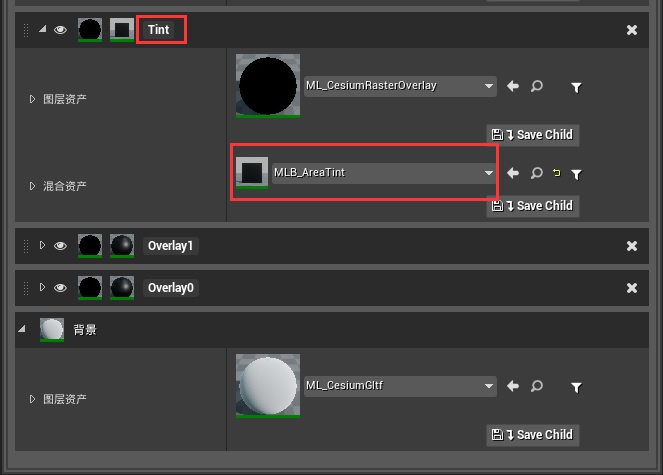 Tint
图层资产
ML_CesiumRasterOverlay
Save Child
混合资产
MLB_AreaTint
Save Child
Overlay1
Overlay0
背景
图层资产
ML_CesiumGltf
Save Child